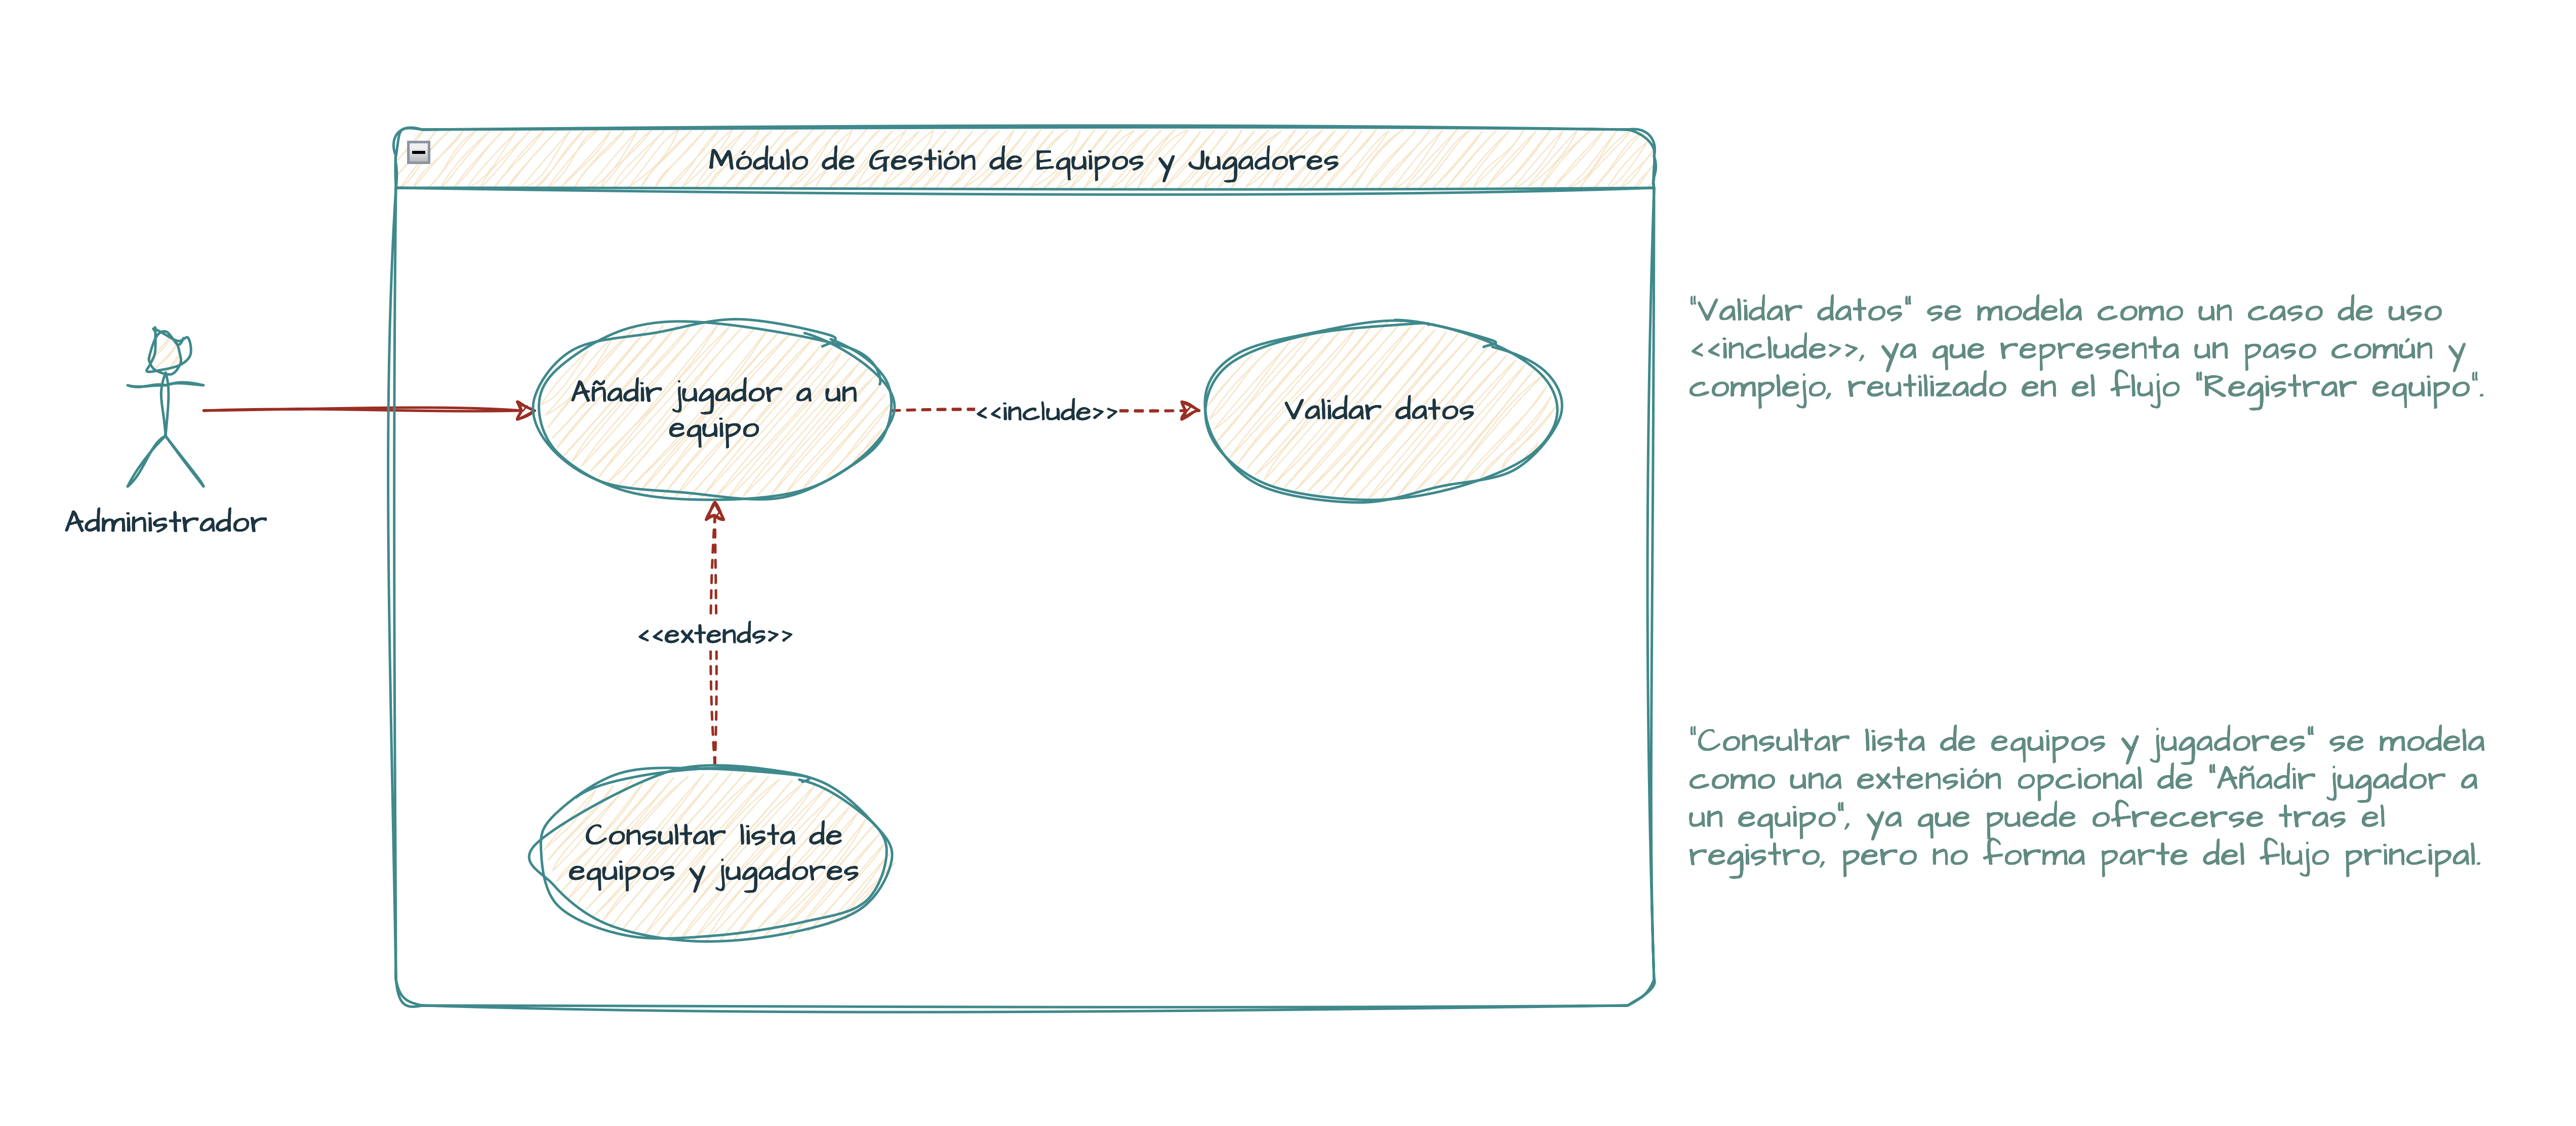 Módulo de Gestión de Equipos y Jugadores
"Validar datos" se modela como un caso de uso
<<include>>, ya que representa un paso común y
complejo, reutilizado en el flujo "Registrar equipo".
Añadir jugador a un
equipo
<<include>>
Validar datos
Administrador
<<extends>>
"Consultar lista de equipos y jugadores" se modela
como una extensión opcional de "Añadir jugador a
un equipo", ya que puede ofrecerse tras el
registro, pero no forma parte del flujo principal.
Consultar lista de
equipos y jugadores